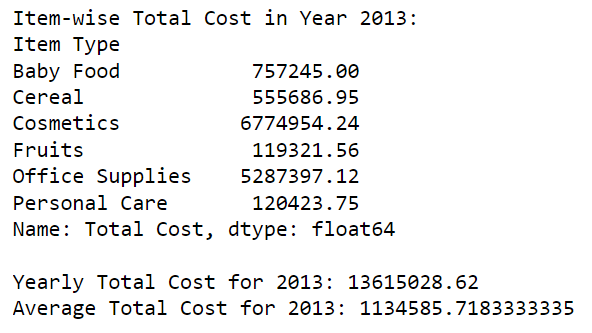 Item-wise Total Cost in Year 2013:
Item Type
Baby Food           757245.00
Cereal              555686.95
Cosmetics          6774954.24
Fruits              119321.56
Office Supplies    5287397.12
Personal Care       120423.75
Name: Total Cost, dtype: float64

Yearly Total Cost for 2013: 13615028.62
Average Total Cost for 2013: 1134585.7183333335